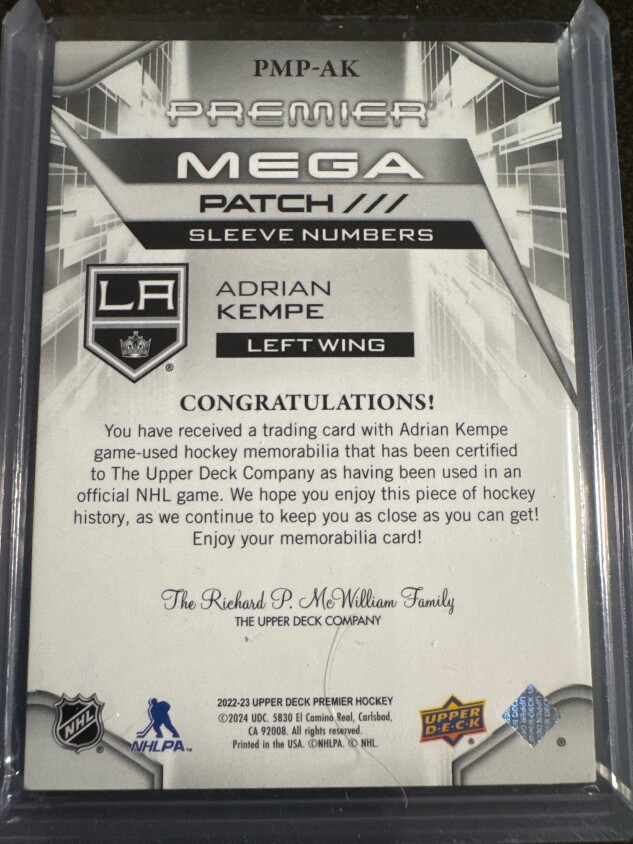 PMP-AK
PREMIER
MEGA
PATCH ///
SLEEVE NUMBERS
LA
ADRIAN
KEMPE
LEFT WING
CONGRATULATIONS!
You have received a trading card with Adrian Kempe
game-used hockey memorabilia that has been certified
to The Upper Deck Company as having been used in an
official NHL game. We hope you enjoy this piece of hockey
history, as we continue to keep you as close as you can get!
Enjoy your memorabilia card!
The Richard P. McWilliam Family
THE UPPER DECK COMPANY
2022-23 UPPER DECK PREMIER HOCKEY
©2024 UDC. 5830 El Camino Real, Carlsbad,
CA 92008. All rights reserved.
Printed in the USA. ©NHLPA. © NHL.
NHL
NHLPA
UPPER
D·E·C·K